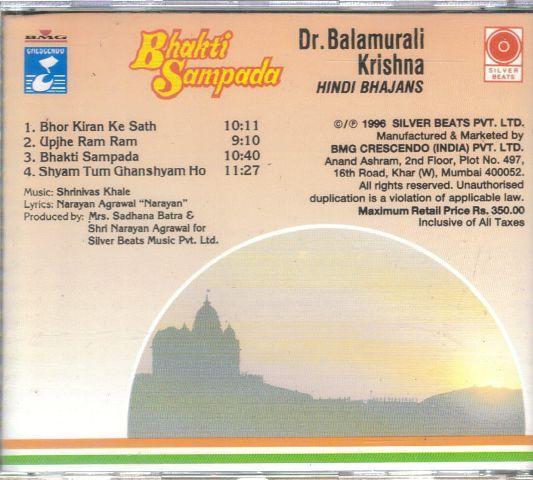 BMG
CRESCENDO
Bhakti
Sampada
Dr. Balamurali
Krishna
HINDI BHAJANS
SILVER
BEATS
1. Bhor Kiran Ke Sath 10:11
2. Upjhe Ram Ram 9:10
3. Bhakti Sampada 10:40
4. Shyam Tum Ghanshyam Ho 11:27
Music: Shrinivas Khale
Lyrics: Narayan Agrawal "Narayan"
Produced by: Mrs. Sadhana Batra &
Shri Narayan Agrawal for
Silver Beats Music Pvt. Ltd.
©/℗ 1996 SILVER BEATS PVT. LTD.
Manufactured & Marketed by
BMG CRESCENDO (INDIA) PVT. LTD.
Anand Ashram, 2nd Floor, Plot No. 497,
16th Road, Khar (W), Mumbai 400052.
All rights reserved. Unauthorised
duplication is a violation of applicable law.
Maximum Retail Price Rs. 350.00
Inclusive of All Taxes